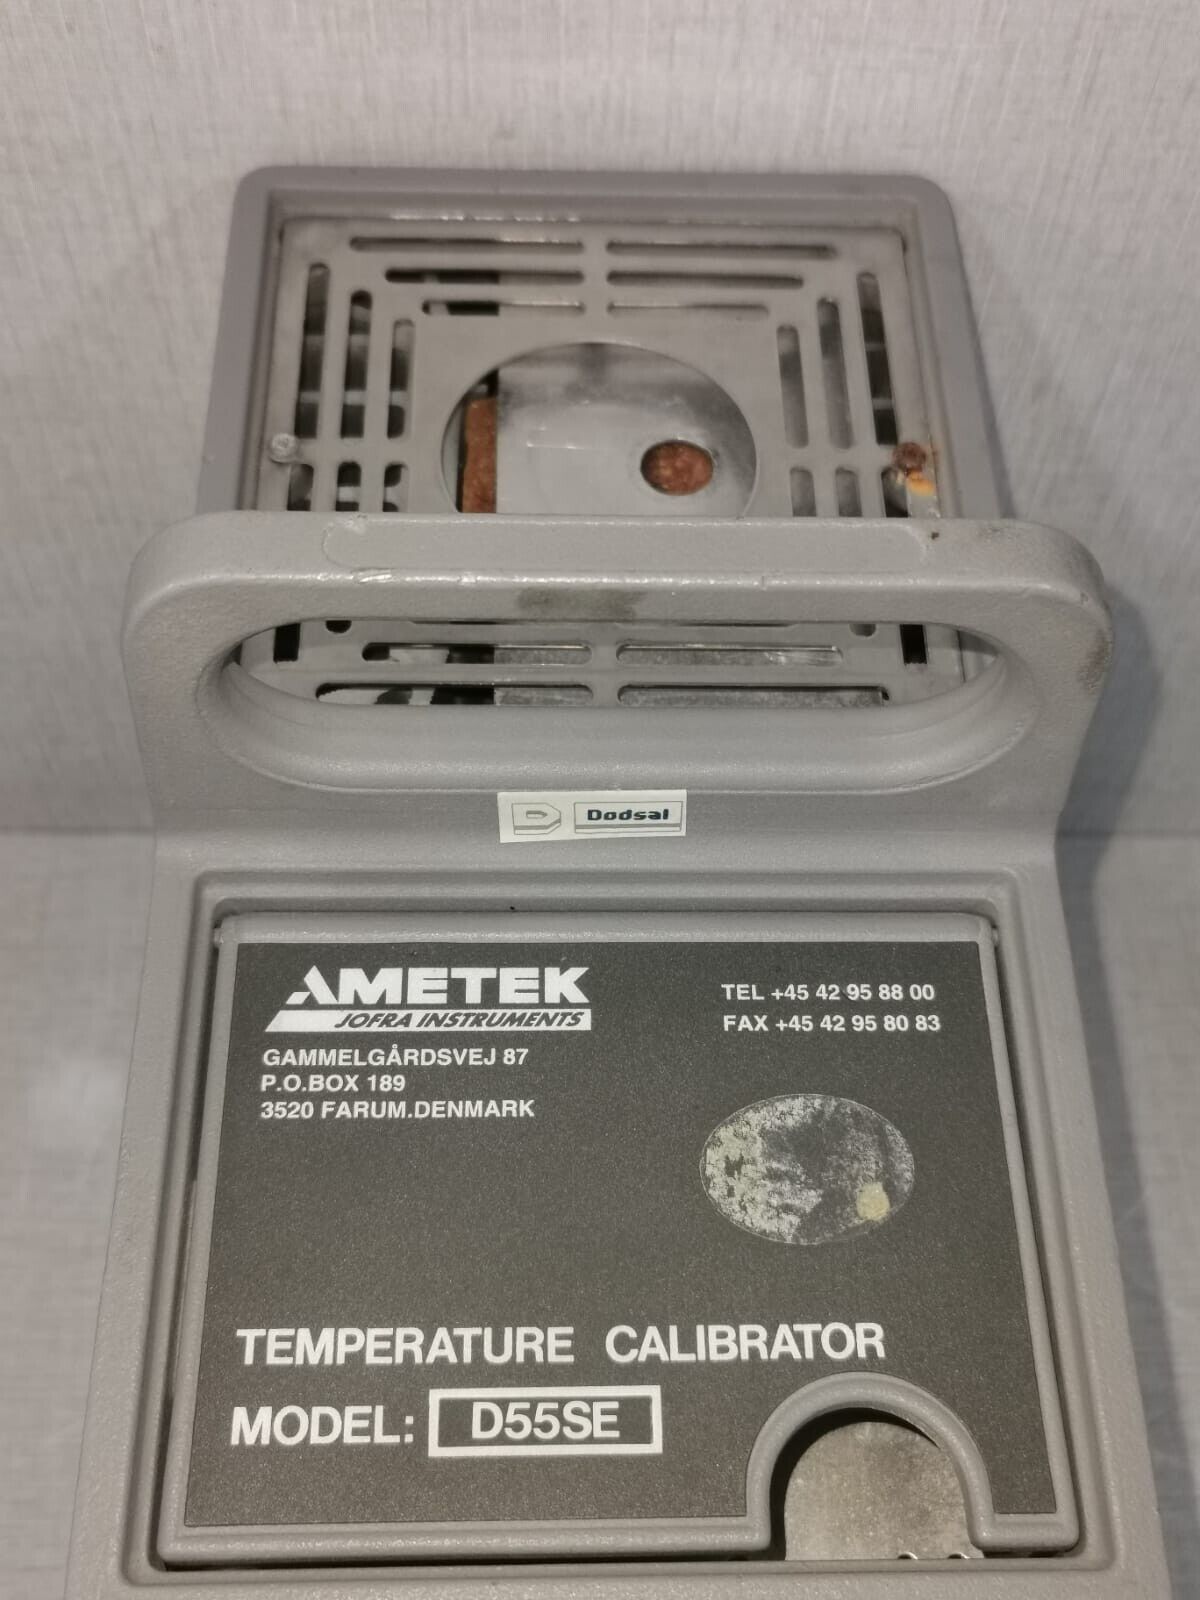 D Dodsal
AMETEK
JOFRA INSTRUMENTS
GAMMELGÅRDSVEJ 87
P.O.BOX 189
3520 FARUM.DENMARK
TEL +45 42 95 88 00
FAX +45 42 95 80 83
TEMPERATURE CALIBRATOR
MODEL: D55SE